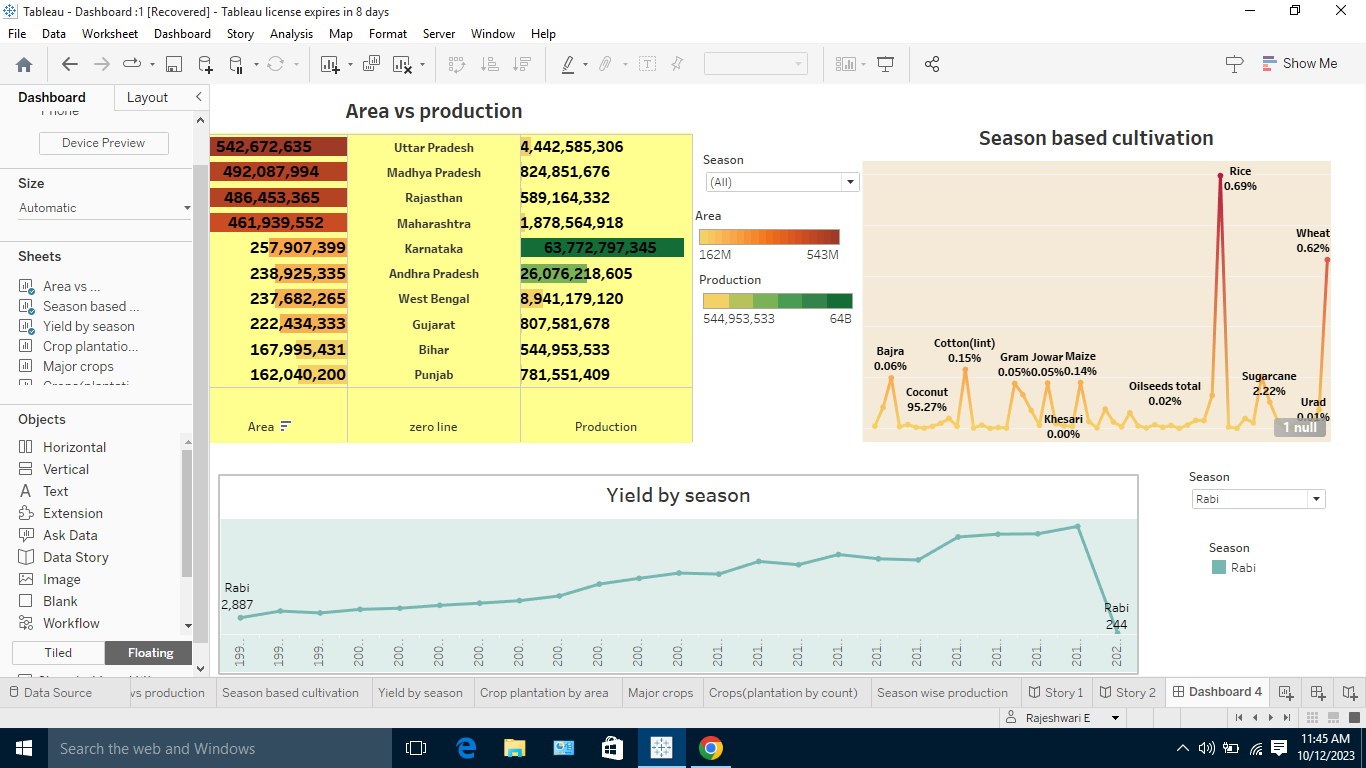 Tableau - Dashboard :1 [Recovered] - Tableau license expires in 8 days
File Data Worksheet Dashboard Story Analysis Map Format Server Window Help
Show Me
Dashboard Layout
Phone
Device Preview
Size
Automatic
Sheets
Area vs ...
Season based ...
Yield by season
Crop plantatio...
Major crops
Objects
Horizontal
Vertical
Text
Extension
Ask Data
Data Story
Image
Blank
Workflow
Tiled Floating
Area vs production
542,672,635 Uttar Pradesh 4,442,585,306
492,087,994 Madhya Pradesh 824,851,676
486,453,365 Rajasthan 589,164,332
461,939,552 Maharashtra 1,878,564,918
257,907,399 Karnataka 63,772,797,345
238,925,335 Andhra Pradesh 26,076,218,605
237,682,265 West Bengal 8,941,179,120
222,434,333 Gujarat 807,581,678
167,995,431 Bihar 544,953,533
162,040,200 Punjab 781,551,409
Area zero line Production
Season
(All)
Area
162M 543M
Production
544,953,533 64B
Season based cultivation
Rice
0.69%
Wheat
0.62%
Bajra
0.06%
Coconut
95.27%
Cotton(lint)
0.15%
Gram
0.05%
Jowar
0.05%
Khesari
0.00%
Maize
0.14%
Oilseeds total
0.02%
Sugarcane
2.22%
Urad
0.01%
1 null
Yield by season
Rabi
2,887
Rabi
244
199.. 199.. 199.. 200.. 200.. 200.. 200.. 200.. 200.. 200.. 200.. 200.. 200.. 201.. 201.. 201.. 201.. 201.. 201.. 201.. 201.. 201.. 202..
Season
Rabi
Season
Rabi
Data Source vs production Season based cultivation Yield by season Crop plantation by area Major crops Crops(plantation by count) Season wise production Story 1 Story 2 Dashboard 4
Rajeshwari E
Search the web and Windows
11:45 AM
10/12/2023